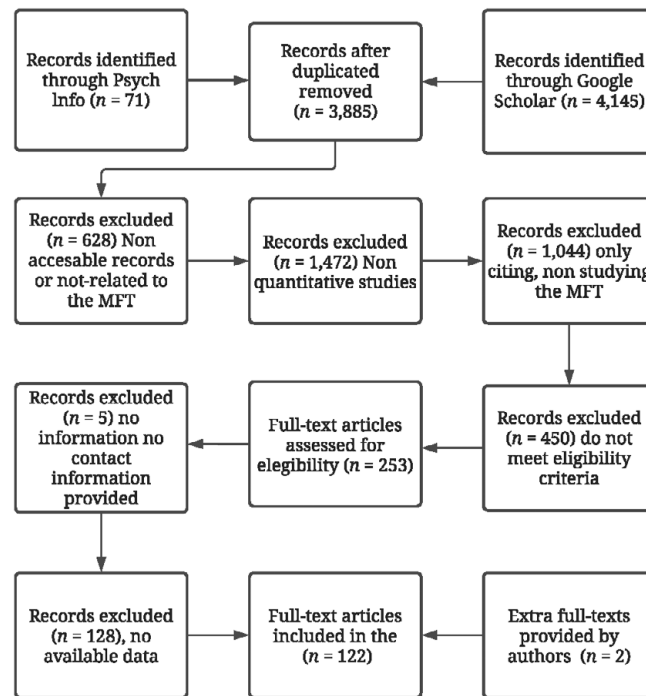 Records identified
through Psych
Info (n = 71)
Records after
duplicated
removed
(n = 3,885)
Records identified
through Google
Scholar (n = 4,145)
Records excluded
(n = 628) Non
accesable records
or not-related to
the MFT
Records excluded
(n = 1,472) Non
quantitative studies
Records excluded
(n = 1,044) only
citing, non studying
the MFT
Records excluded
(n = 5) no
information no
contact
information
provided
Full-text articles
assessed for
elegibility (n = 253)
Records excluded
(n = 450) do not
meet eligibility
criteria
Records excluded
(n = 128), no
available data
Full-text articles
included in the
(n = 122)
Extra full-texts
provided by
authors (n = 2)